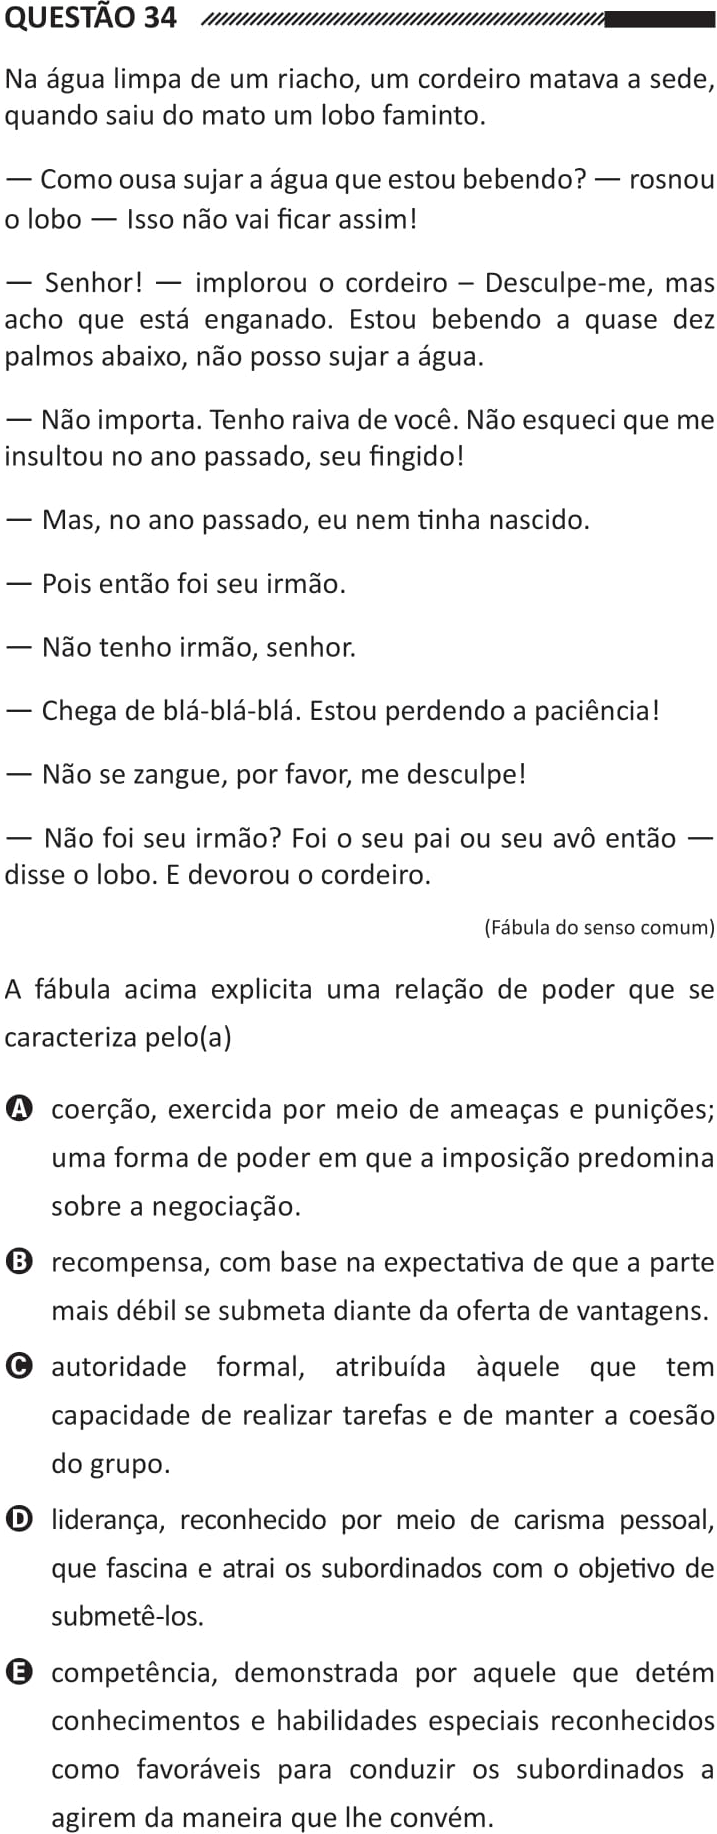 QUESTÃO 34
Na água limpa de um riacho, um cordeiro matava a sede,
quando saiu do mato um lobo faminto.
— Como ousa sujar a água que estou bebendo? — rosnou
o lobo — Isso não vai ficar assim!
— Senhor! — implorou o cordeiro – Desculpe-me, mas
acho que está enganado. Estou bebendo a quase dez
palmos abaixo, não posso sujar a água.
— Não importa. Tenho raiva de você. Não esqueci que me
insultou no ano passado, seu fingido!
— Mas, no ano passado, eu nem tinha nascido.
— Pois então foi seu irmão.
— Não tenho irmão, senhor.
— Chega de blá-blá-blá. Estou perdendo a paciência!
— Não se zangue, por favor, me desculpe!
— Não foi seu irmão? Foi o seu pai ou seu avô então —
disse o lobo. E devorou o cordeiro.
(Fábula do senso comum)
A fábula acima explicita uma relação de poder que se
caracteriza pelo(a)
A coerção, exercida por meio de ameaças e punições;
uma forma de poder em que a imposição predomina
sobre a negociação.
B recompensa, com base na expectativa de que a parte
mais débil se submeta diante da oferta de vantagens.
C autoridade formal, atribuída àquele que tem
capacidade de realizar tarefas e de manter a coesão
do grupo.
D liderança, reconhecido por meio de carisma pessoal,
que fascina e atrai os subordinados com o objetivo de
submetê-los.
E competência, demonstrada por aquele que detém
conhecimentos e habilidades especiais reconhecidos
como favoráveis para conduzir os subordinados a
agirem da maneira que lhe convém.